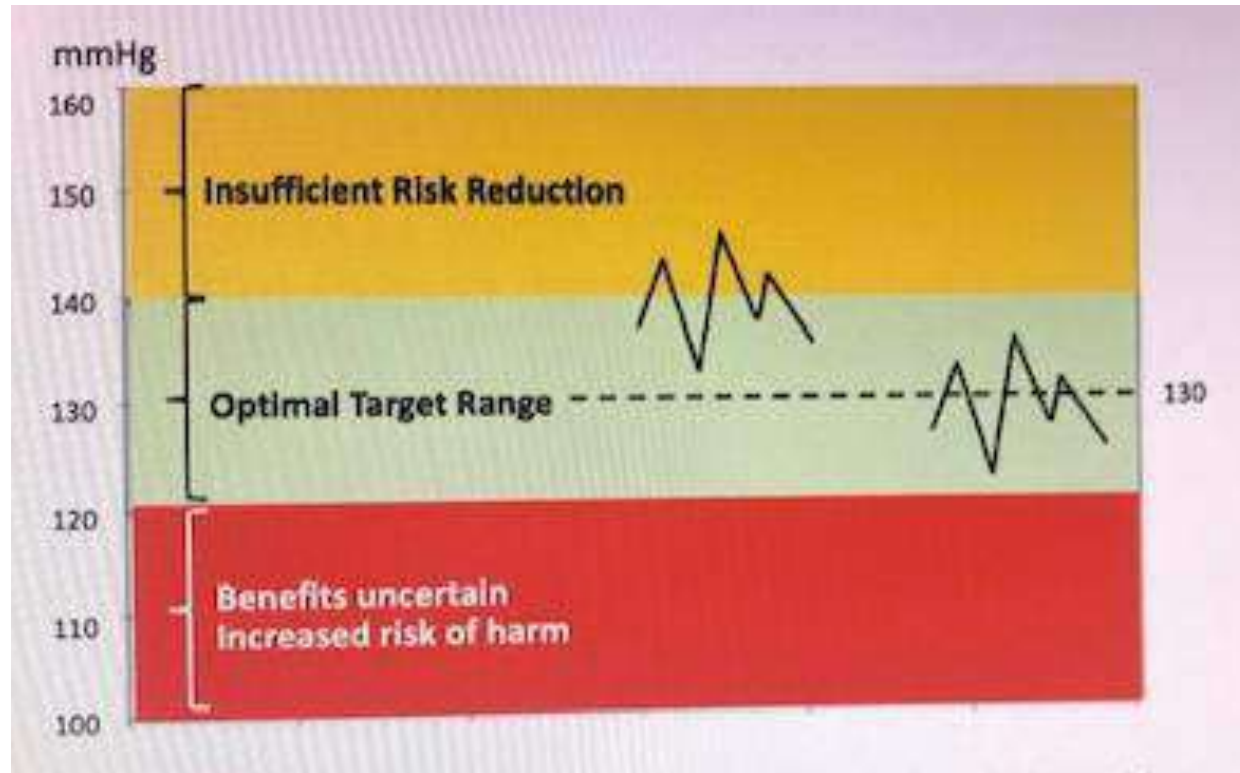 mmHg
160
150
Insufficient Risk Reduction
140
130
Optimal Target Range
130
120
Benefits uncertain
Increased risk of harm
110
100